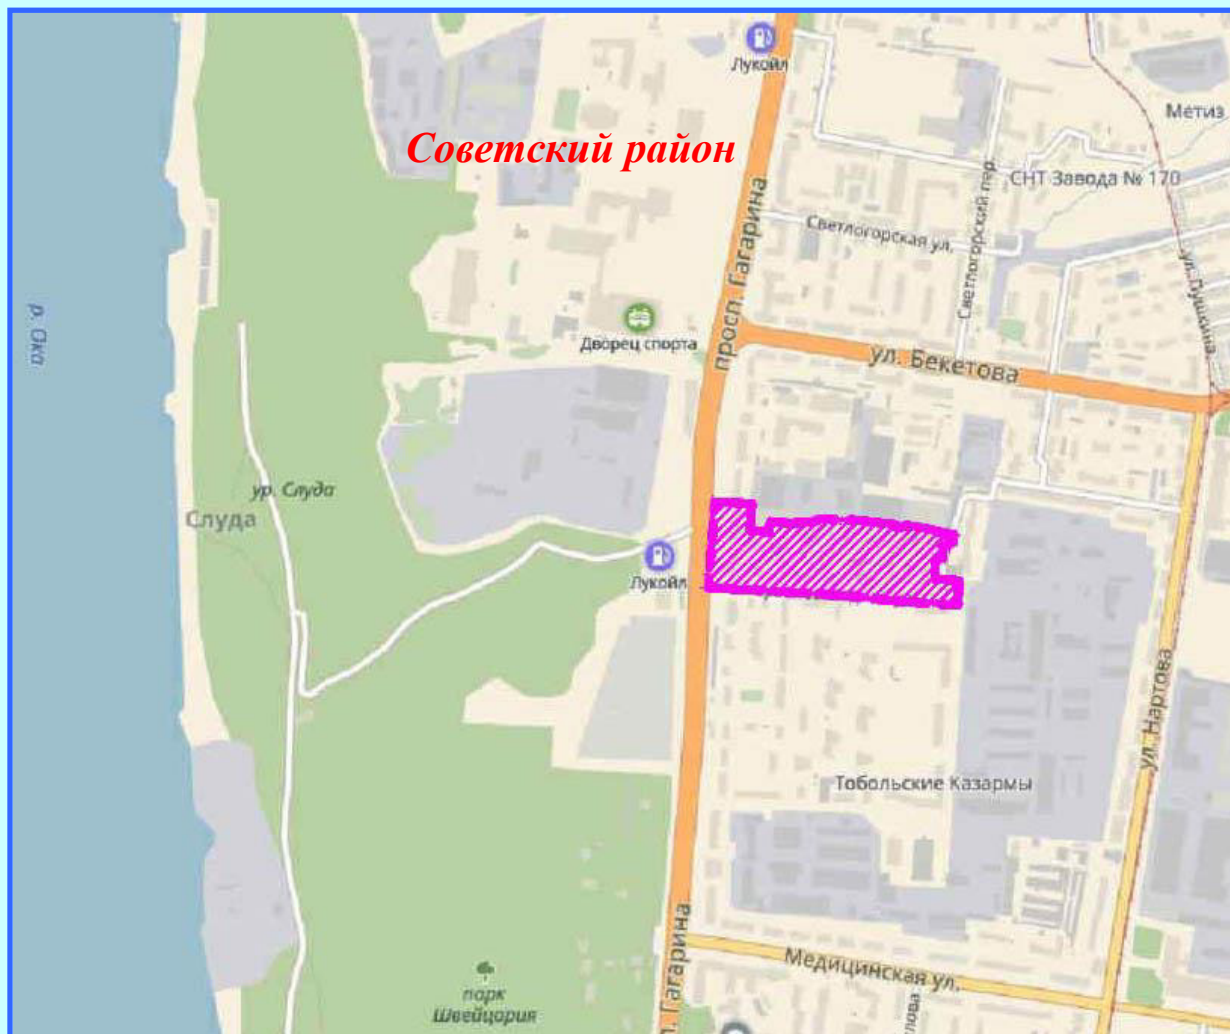 Лукойл
Метиз
Советский район
СНТ Завода № 170
Светлогорский пер.
просп. Гагарина
Светлогорская ул.
ул. Пушкина
р. Ока
Дворец спорта
ул. Бекетова
ур. Слуда
Слуда
Лукойл
ул. Нартова
Тобольские Казармы
Гагарина
Медицинская ул.
парк
Швейцария